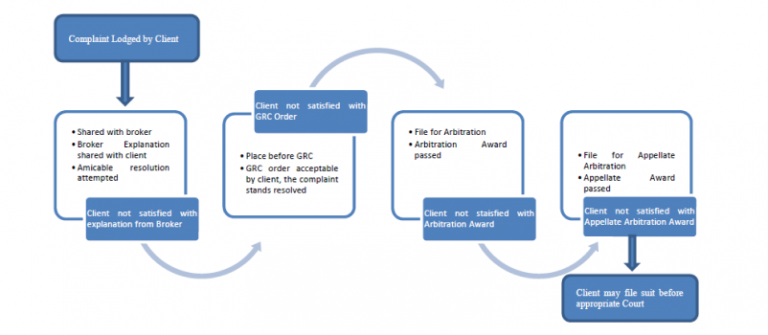 Complaint Lodged by Client
• Shared with broker
• Broker Explanation
shared with client
• Amicable resolution
attempted
Client not satisfied with
explanation from Broker
Client not satisfied with
GRC Order
• Place before GRC
• GRC order acceptable
by client, the complaint
stands resolved
• File for Arbitration
• Arbitration Award
passed
Client not staisfied with
Arbitration Award
• File for Appellate
Arbitration
• Appellate Award
passed
Client not satisfied with
Appellate Arbitration Award
Client may file suit before
appropriate Court